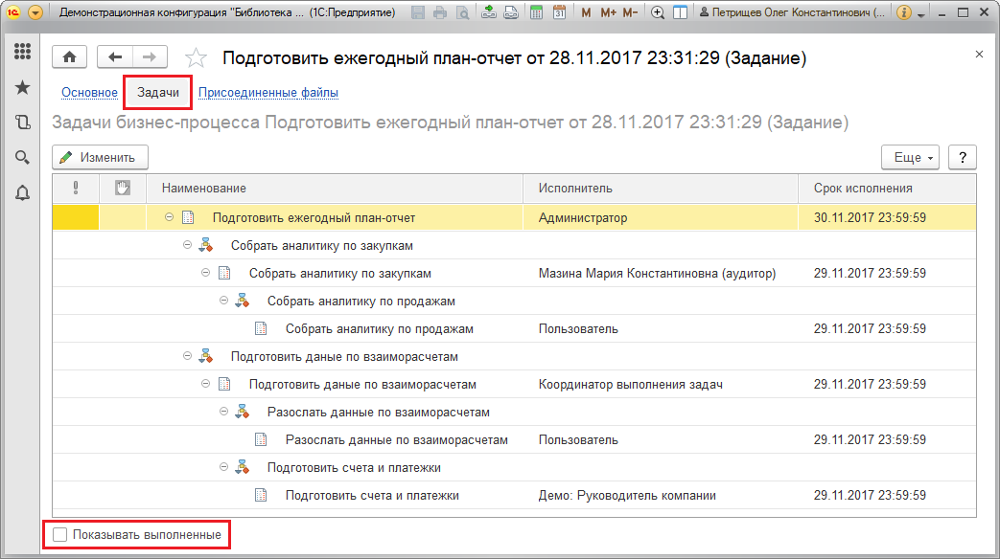 Демонстрационная конфигурация "Библиотека ... (1С:Предприятие) 31 M M+ M- Петрищев Олег Константинович (...
Подготовить ежегодный план-отчет от 28.11.2017 23:31:29 (Задание)
Основное Задачи Присоединенные файлы
Задачи бизнес-процесса Подготовить ежегодный план-отчет от 28.11.2017 23:31:29 (Задание)
Изменить Еще ?
Наименование Исполнитель Срок исполнения
Подготовить ежегодный план-отчет Администратор 30.11.2017 23:59:59
Собрать аналитику по закупкам
Собрать аналитику по закупкам Мазина Мария Константиновна (аудитор) 29.11.2017 23:59:59
Собрать аналитику по продажам
Собрать аналитику по продажам Пользователь 29.11.2017 23:59:59
Подготовить даные по взаиморасчетам
Подготовить даные по взаиморасчетам Координатор выполнения задач 29.11.2017 23:59:59
Разослать данные по взаиморасчетам
Разослать данные по взаиморасчетам Пользователь 29.11.2017 23:59:59
Подготовить счета и платежки
Подготовить счета и платежки Демо: Руководитель компании 29.11.2017 23:59:59
Показывать выполненные